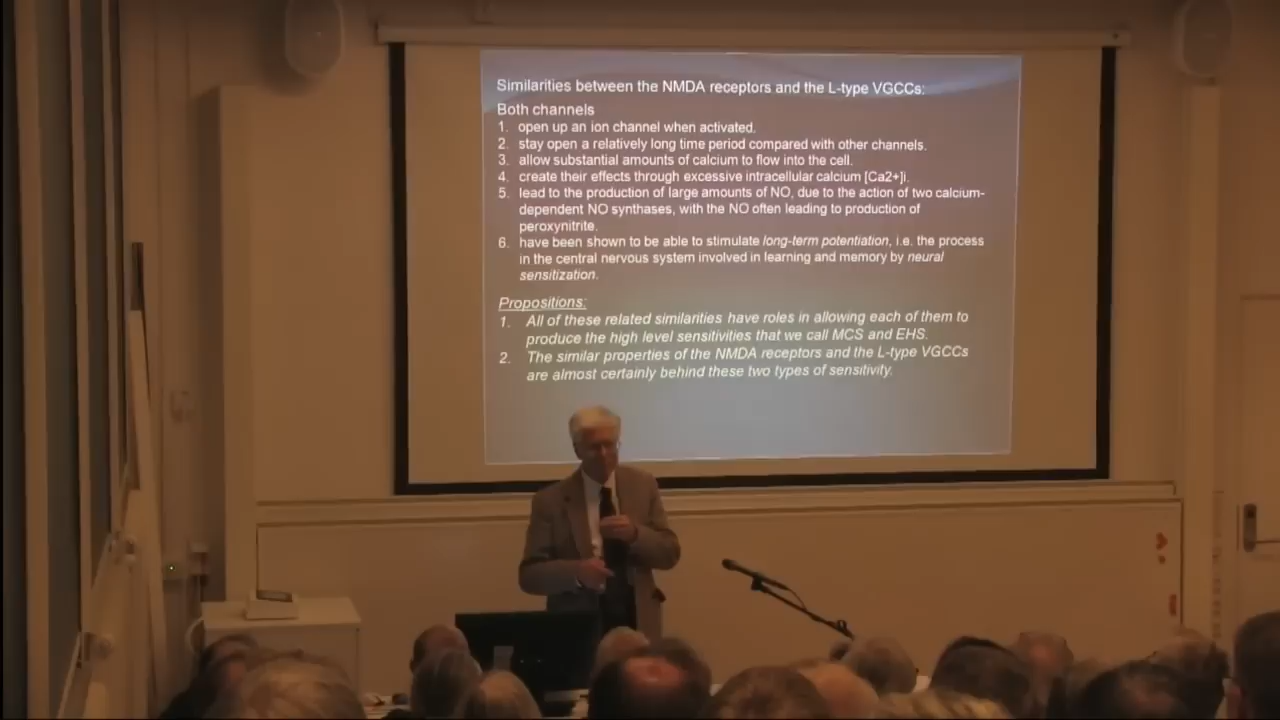 Similarities between the NMDA receptors and the L-type VGCCs:
Both channels
1. open up an ion channel when activated.
2. stay open a relatively long time period compared with other channels.
3. allow substantial amounts of calcium to flow into the cell.
4. create their effects through excessive intracellular calcium [Ca2+]i.
5. lead to the production of large amounts of NO, due to the action of two calcium-
dependent NO synthases, with the NO often leading to production of
peroxynitrite.
6. have been shown to be able to stimulate long-term potentiation, i.e. the process
in the central nervous system involved in learning and memory by neural
sensitization.
Propositions:
1. All of these related similarities have roles in allowing each of them to
produce the high level sensitivities that we call MCS and EHS.
2. The similar properties of the NMDA receptors and the L-type VGCCs
are almost certainly behind these two types of sensitivity.